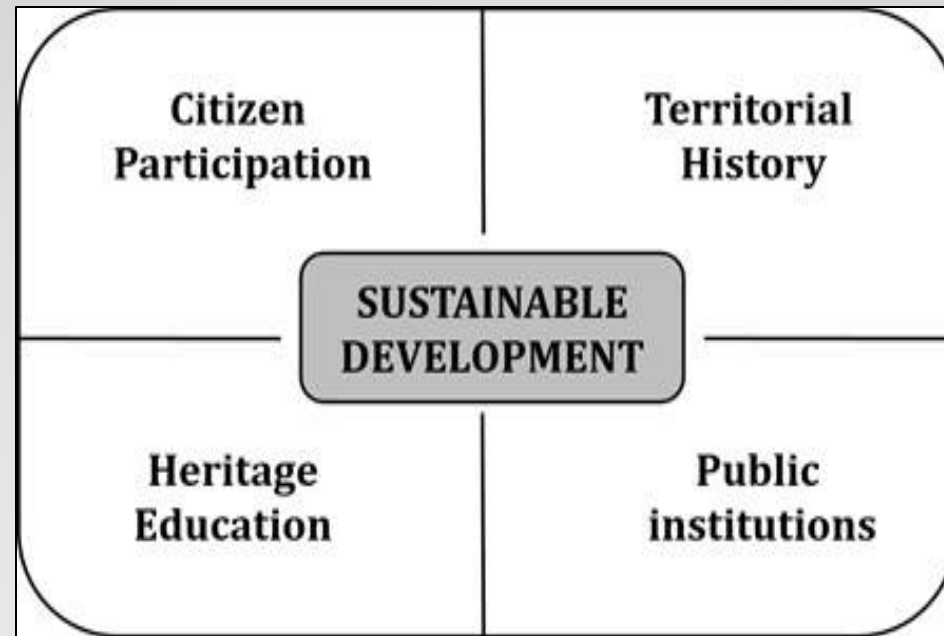 Citizen
Participation
Territorial
History
SUSTAINABLE
DEVELOPMENT
Heritage
Education
Public
institutions